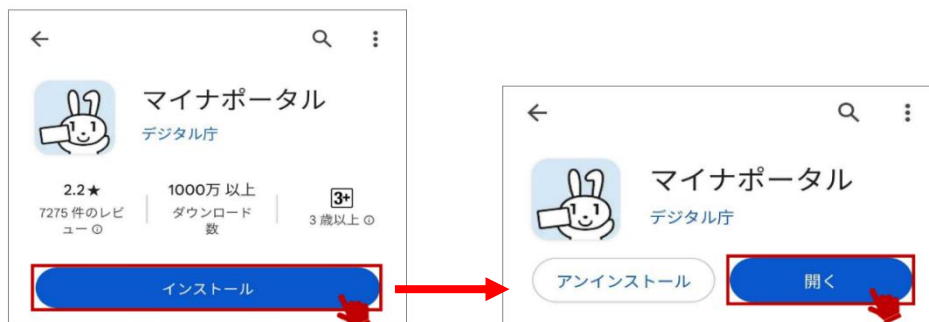 マイナポータル
デジタル庁
2.2★
7275 件のレビ
ュー
1000万 以上
ダウンロード
数
3+
3 歳以上
インストール
マイナポータル
デジタル庁
アンインストール
開く